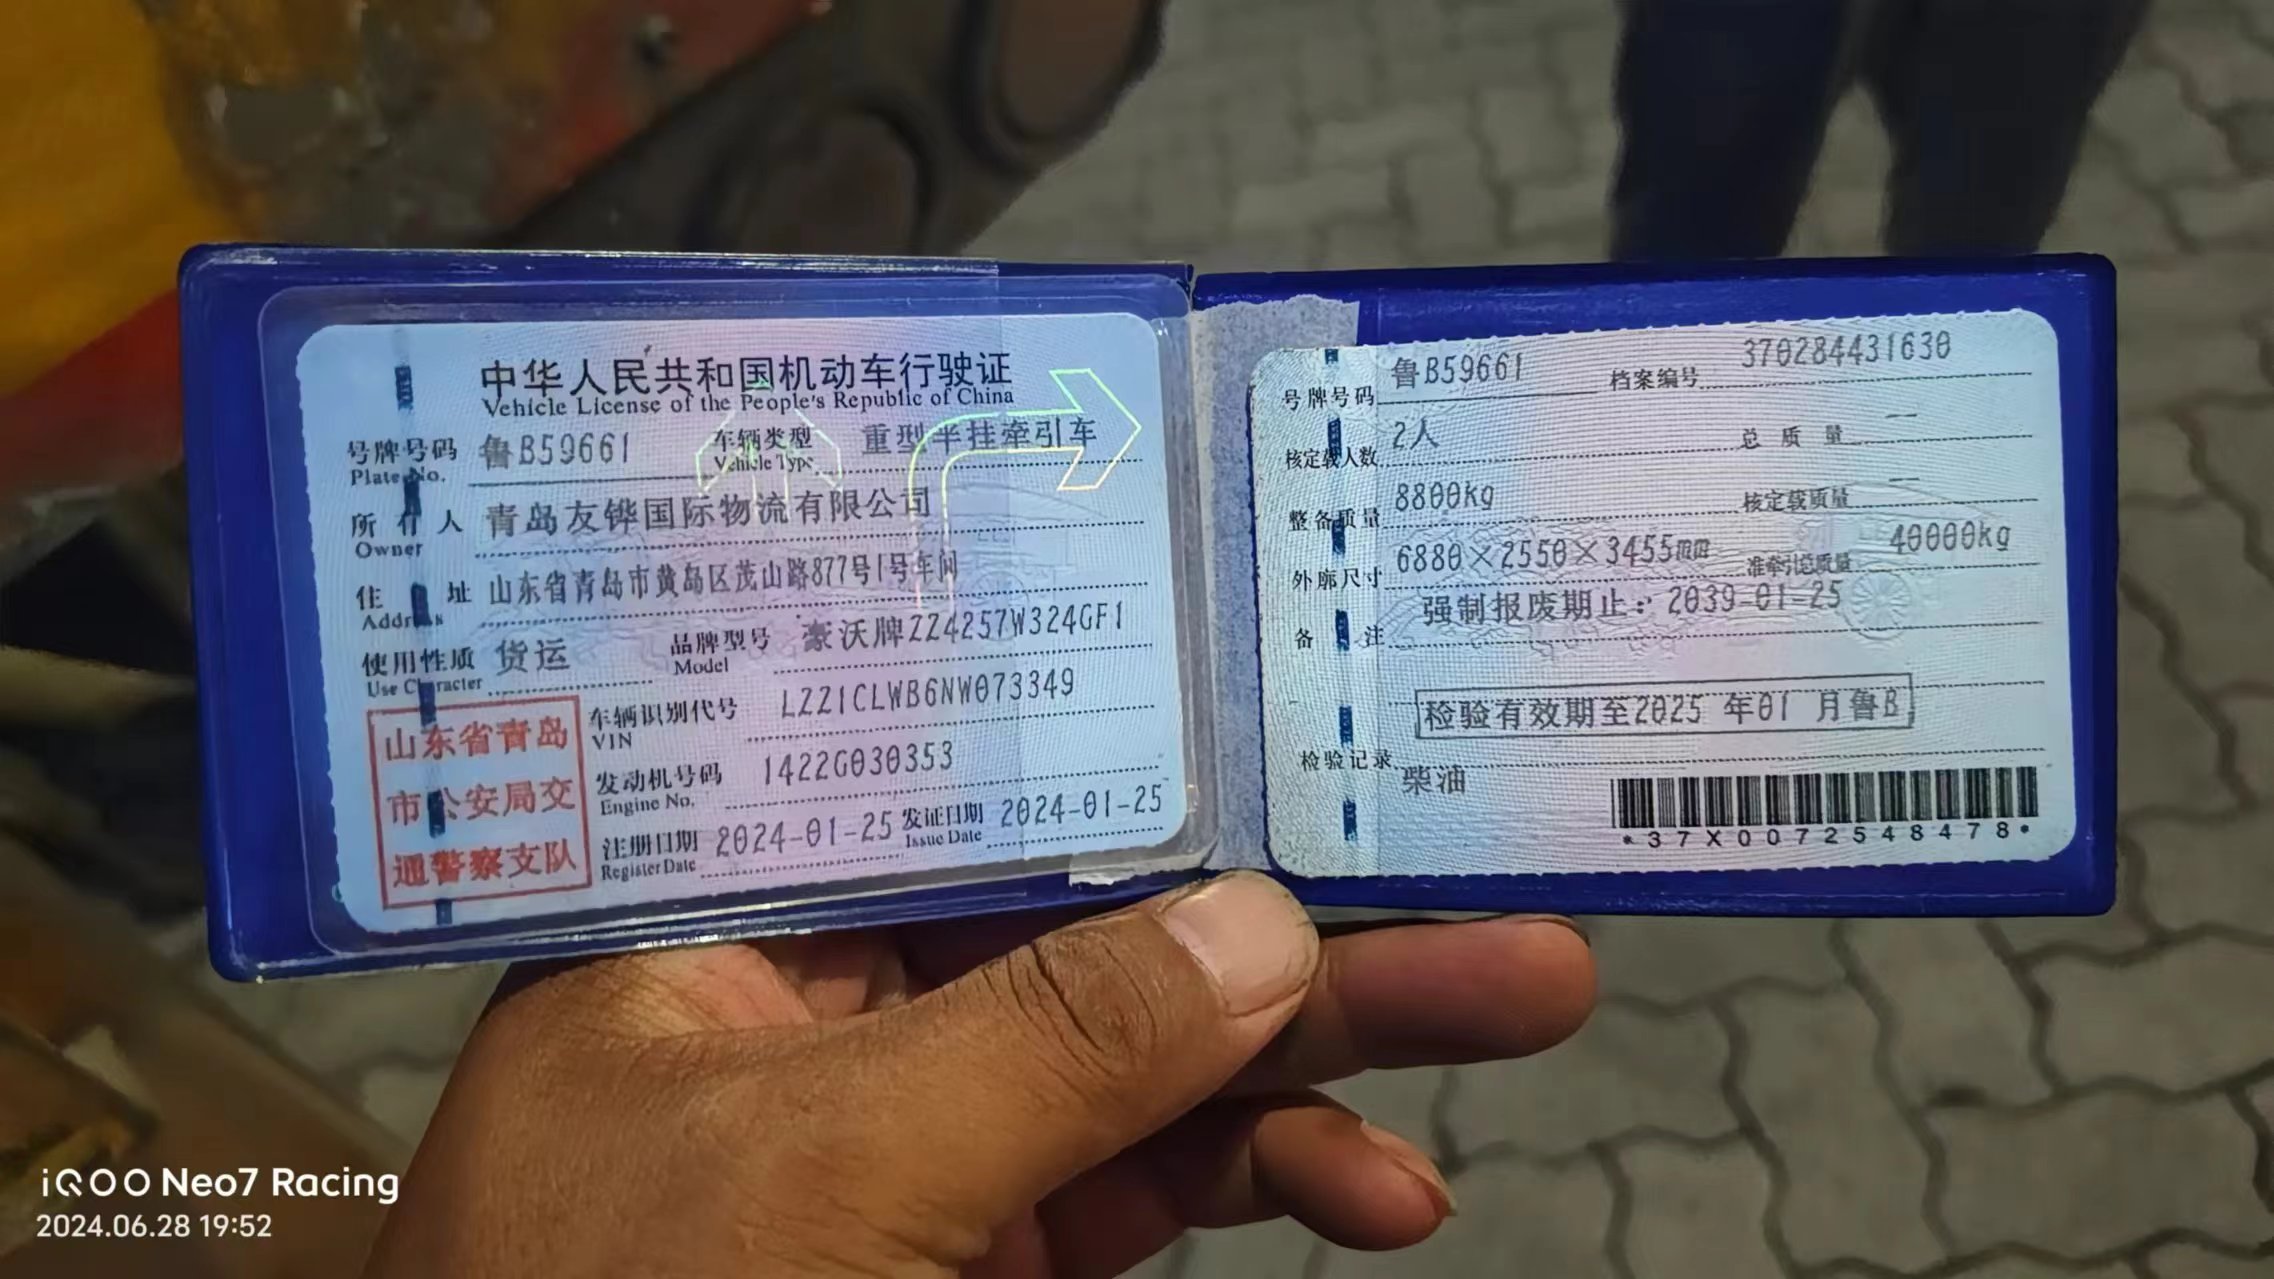 中华人民共和国机动车行驶证
Vehicle License of the People's Republic of China
号牌号码 鲁B59661 车辆类型 重型半挂牵引车
Plate No. Vehicle Type
所有人 青岛友铧国际物流有限公司
Owner
住址 山东省青岛市黄岛区茂山路877号1号车间
Address
使用性质 货运 品牌型号 豪沃牌ZZ4257W324GF1
Use Character Model
车辆识别代号 LZZ1CLWB6NW073349
VIN
发动机号码 1422G030353
Engine No.
注册日期 2024-01-25 发证日期 2024-01-25
Register Date Issue Date
山东省青岛
市公安局交
通警察支队
号牌号码 鲁B59661 档案编号 370284431630
核定载人数 2人 总质量 --
整备质量 8800kg 核定载质量 --
外廓尺寸 6880×2550×3455mm 准牵引总质量 40000kg
备注 强制报废期止:2039-01-25
检验有效期至2025 年01 月鲁B
检验记录
柴油
*37X0072548478*
iQOO Neo7 Racing
2024.06.28 19:52